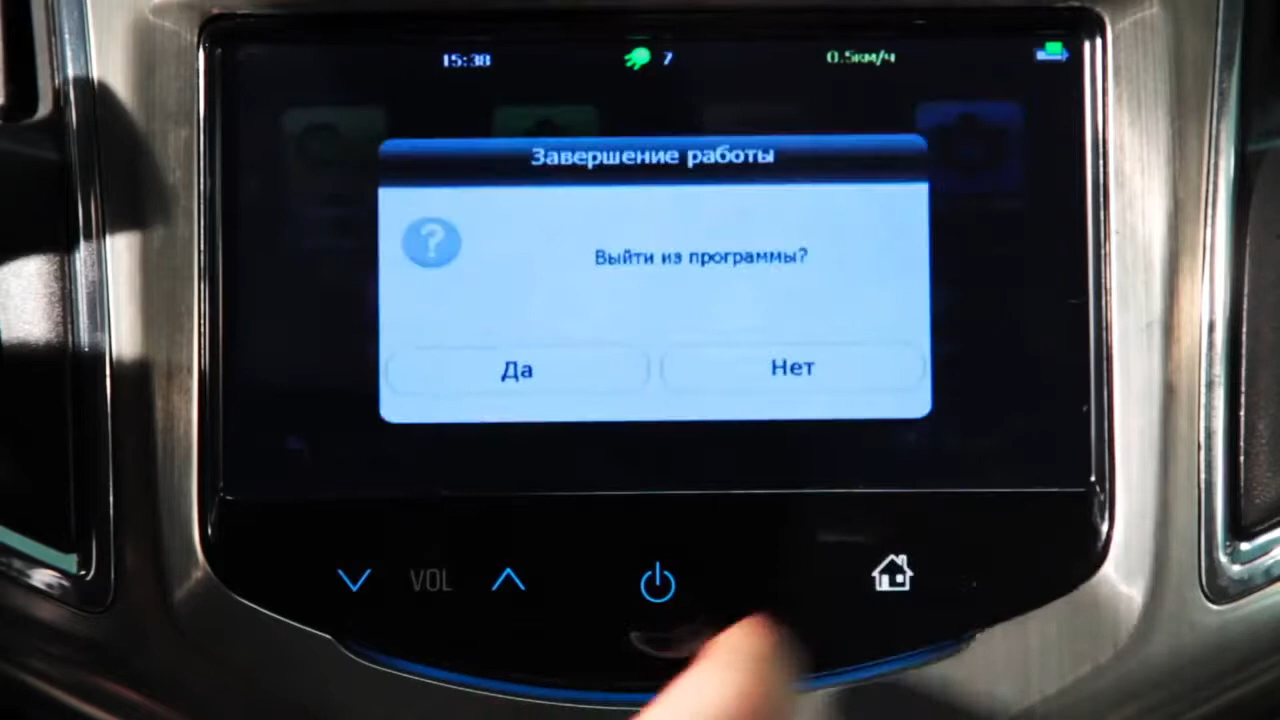 15:38 7 0.5км/ч
Завершение работы
Выйти из программы?
Да Нет
VOL